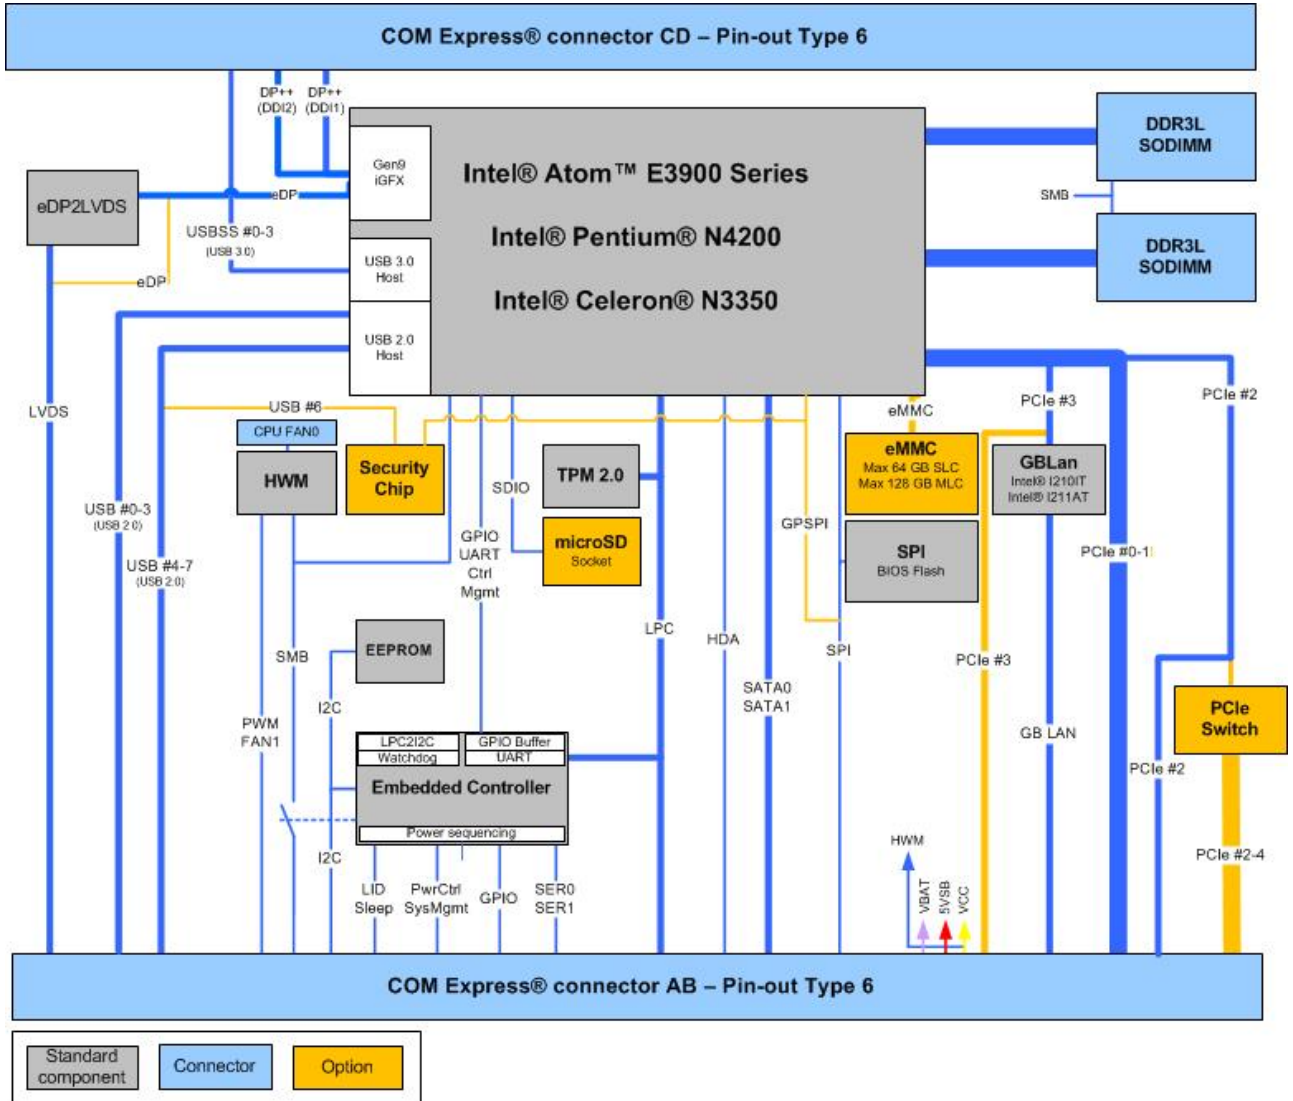 COM Express® connector CD – Pin-out Type 6
DP++
(DDI2)
DP++
(DDI1)
Gen9
iGFX
Intel® Atom™ E3900 Series
Intel® Pentium® N4200
Intel® Celeron® N3350
DDR3L
SODIMM
SMB
DDR3L
SODIMM
eDP2LVDS
eDP
USBSS #0-3
(USB 3.0)
USB 3.0
Host
eDP
USB 2.0
Host
LVDS
USB #6
CPU FAN0
HWM
Security
Chip
SDIO
TPM 2.0
microSD
Socket
eMMC
eMMC
Max 64 GB SLC
Max 128 GB MLC
PCIe #3
PCIe #2
GBLan
Intel® I210IT
Intel® I211AT
USB #0-3
(USB 2.0)
USB #4-7
(USB 2.0)
GPIO
UART
Ctrl
Mgmt
GPSPI
SPI
BIOS Flash
PCIe #0-1
EEPROM
SMB
LPC
HDA
SPI
PCIe #3
I2C
SATA0
SATA1
PWM
FAN1
GB LAN
PCIe
Switch
PCIe #2
LPC2I2C
GPIO Buffer
Watchdog
UART
Embedded Controller
Power sequencing
I2C
HWM
PCIe #2-4
LID
Sleep
PwrCtrl
SysMgmt
GPIO
SER0
SER1
VBAT
5VSB
VCC
COM Express® connector AB – Pin-out Type 6
Standard
component
Connector
Option